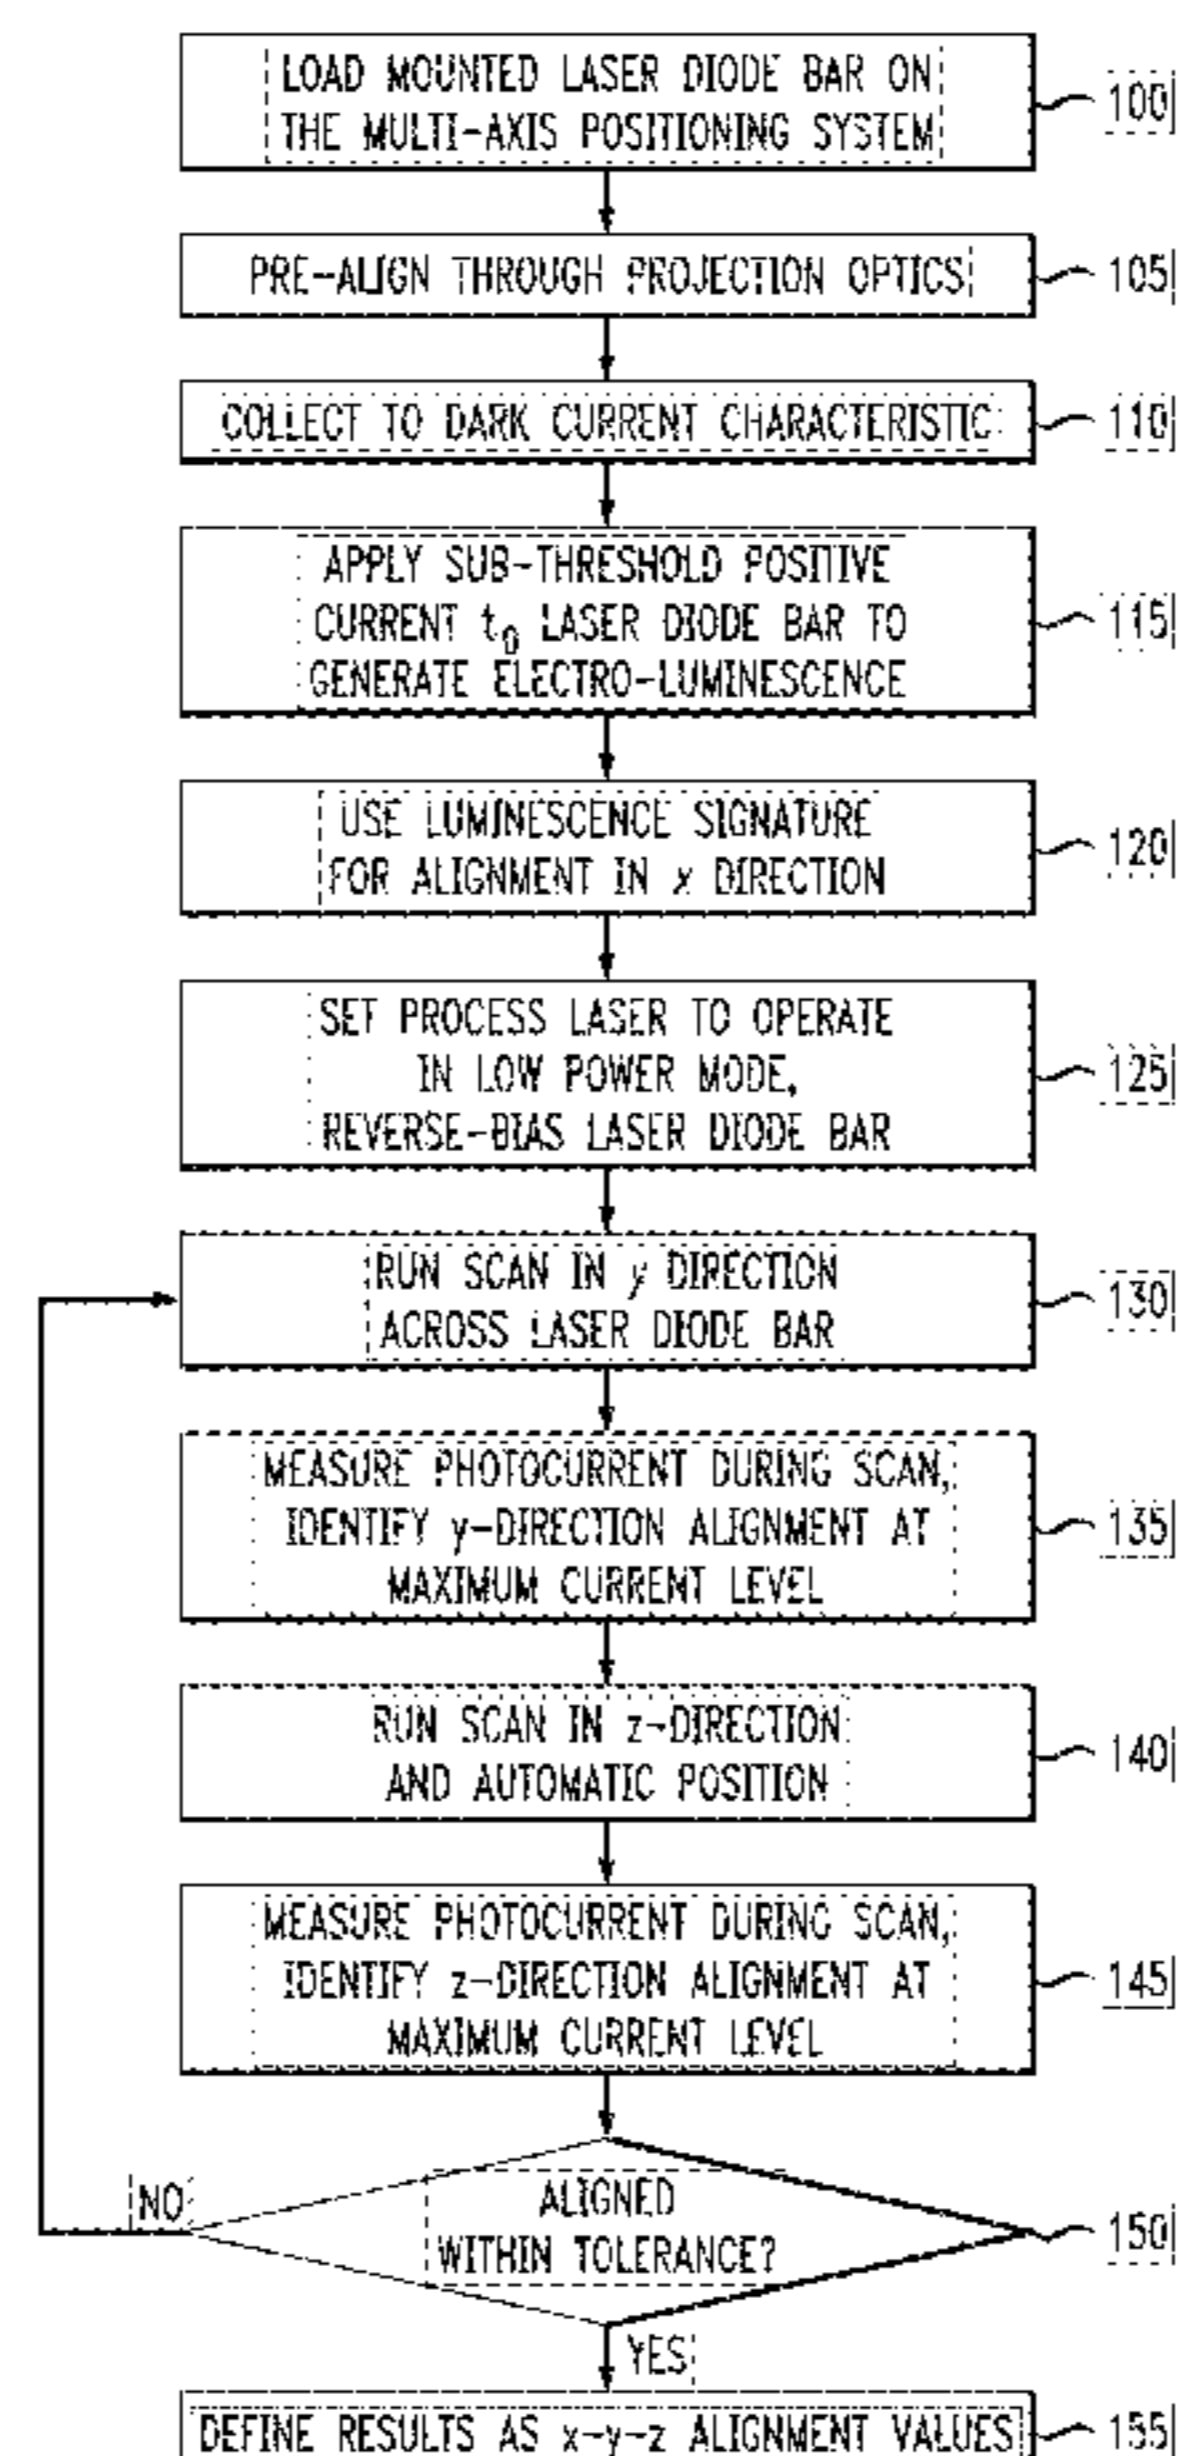 LOAD MOUNTED LASER DIODE BAR ON
THE MULTI-AXIS POSITIONING SYSTEM
100
PRE-ALIGN THROUGH PROJECTION OPTICS
105
COLLECT TO DARK CURRENT CHARACTERISTIC
110
APPLY SUB-THRESHOLD POSITIVE
CURRENT t₀ LASER DIODE BAR TO
GENERATE ELECTRO-LUMINESCENCE
115
USE LUMINESCENCE SIGNATURE
FOR ALIGNMENT IN x DIRECTION
120
SET PROCESS LASER TO OPERATE
IN LOW POWER MODE,
REVERSE-BIAS LASER DIODE BAR
125
RUN SCAN IN y DIRECTION
ACROSS LASER DIODE BAR
130
MEASURE PHOTOCURRENT DURING SCAN,
IDENTIFY y-DIRECTION ALIGNMENT AT
MAXIMUM CURRENT LEVEL
135
RUN SCAN IN z-DIRECTION
AND AUTOMATIC POSITION
140
MEASURE PHOTOCURRENT DURING SCAN,
IDENTIFY z-DIRECTION ALIGNMENT AT
MAXIMUM CURRENT LEVEL
145
NO
ALIGNED
WITHIN TOLERANCE?
150
YES
DEFINE RESULTS AS x-y-z ALIGNMENT VALUES
155